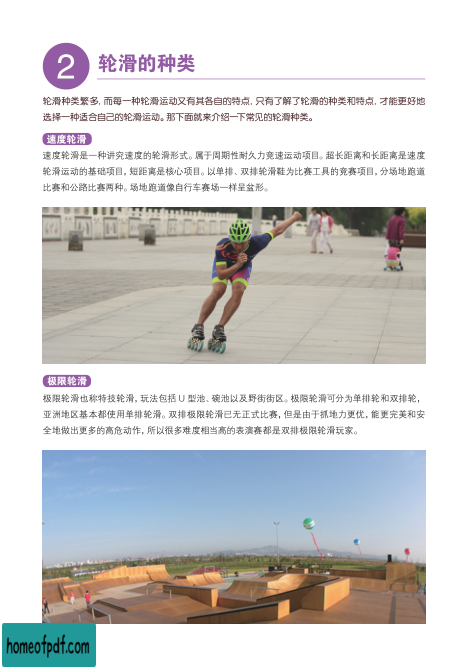 2
轮滑的种类
轮滑种类繁多，而每一种轮滑运动又有其各自的特点，只有了解了轮滑的种类和特点，才能更好地
选择一种适合自己的轮滑运动。那下面就来介绍一下常见的轮滑种类。
速度轮滑
速度轮滑是一种讲究速度的轮滑形式。属于周期性耐久力竞速运动项目。超长距离和长距离是速度
轮滑运动的基础项目，短距离是核心项目。以单排、双排轮滑鞋为比赛工具的竞赛项目，分场地跑道
比赛和公路比赛两种。场地跑道像自行车赛场一样呈盆形。
极限轮滑
极限轮滑也称特技轮滑，玩法包括 U 型池、碗池以及野街街区。极限轮滑可分为单排轮和双排轮，
亚洲地区基本都使用单排轮滑。双排极限轮滑已无正式比赛，但是由于抓地力更优，能更完美和安
全地做出更多的高危动作，所以很多难度相当高的表演赛都是双排极限轮滑玩家。
homeofpdf.com